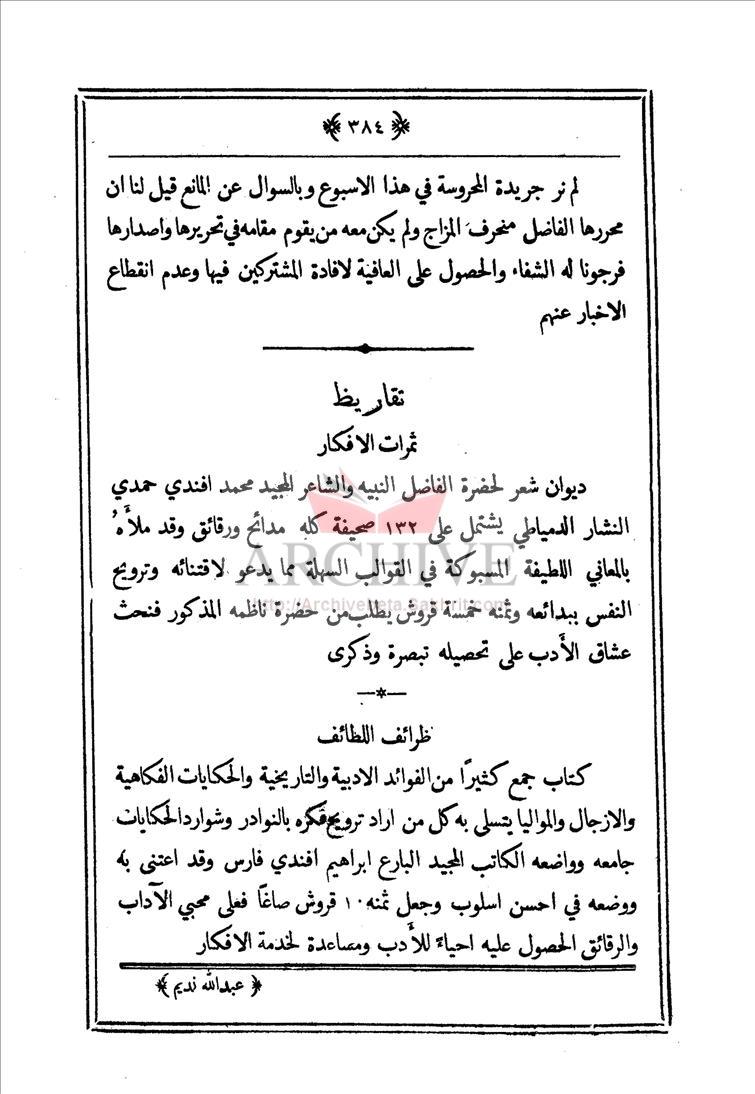 ﴿ ٣٨٤ ﴾
لم نر جريدة المحروسة في هذا الاسبوع وبالسوال عن المانع قيل لنا ان
محررها الفاضل منحرف المزاج ولم يكن معه من يقوم مقامه في تحريرها واصدارها
فرجونا له الشفاء والحصول على العافية لافادة المشتركين فيها وعدم انقطاع
الاخبار عنهم
تقاريظ
ثمرات الافكار
ديوان شعر لحضرة الفاضل النبيه والشاعر المجيد محمد افندي حمدي
النشار الدمياطي يشتمل على ١٣٢ صحيفة كله مدائح ورقائق وقد ملأهُ
بالمعاني اللطيفة المسبوكة في القوالب السهلة مما يدعو لاقتنائه وترويح
النفس ببدائعه وثمنه خمسة قروش يطلب من حضرة ناظمه المذكور فنحث
عشاق الأدب على تحصيله تبصرة وذكرى
ظرائف اللطائف
كتاب جمع كثيرًا من الفوائد الادبية والتاريخية والحكايات الفكاهية
والازجال والمواليا يتسلى به كل من اراد ترويح فكره بالنوادر وشوارد الحكايات
جامعه وواضعه الكاتب المجيد البارع ابراهيم افندي فارس وقد اعتنى به
ووضعه في احسن اسلوب وجعل ثمنه ١٠ قروش صاغًا فعلى محبي الآداب
والرقائق الحصول عليه احياءً للأدب ومساعدة لخدمة الافكار
﴿ عبدالله نديم ﴾
ARCHIVE
http://Archivebeta.Sakhrit.com